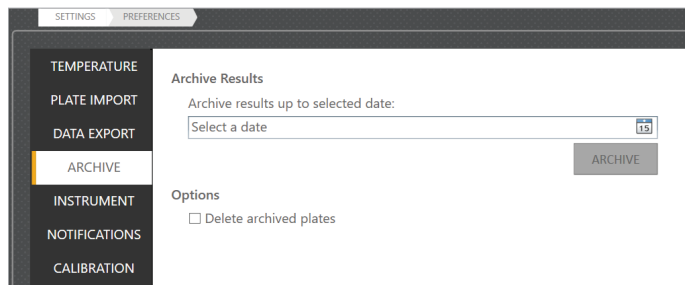 SETTINGS PREFERENCES
TEMPERATURE
PLATE IMPORT
DATA EXPORT
ARCHIVE
INSTRUMENT
NOTIFICATIONS
CALIBRATION
Archive Results
Archive results up to selected date:
Select a date 15
ARCHIVE
Options
Delete archived plates